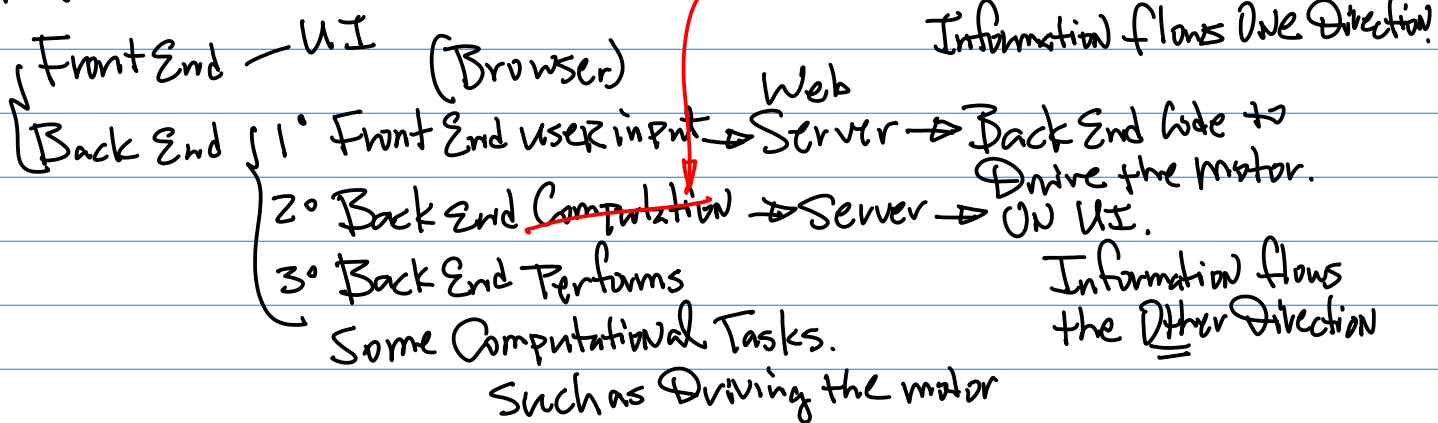 Information flows One Direction.
Front End — UI
(Browser)
Back End 1° Front End user input → Web Server → Back End Code to
Drive the motor.
2° Back End Computation → Server → ON UI.
3° Back End Performs
Information flows
the Other Direction
Some Computational Tasks.
Such as Driving the motor